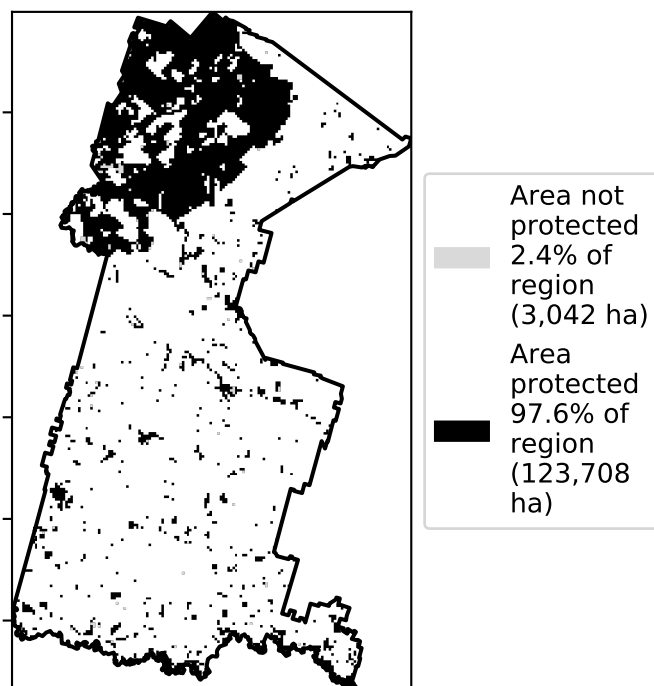 Area not
protected
2.4% of
region
(3,042 ha)
Area
protected
97.6% of
region
(123,708
ha)